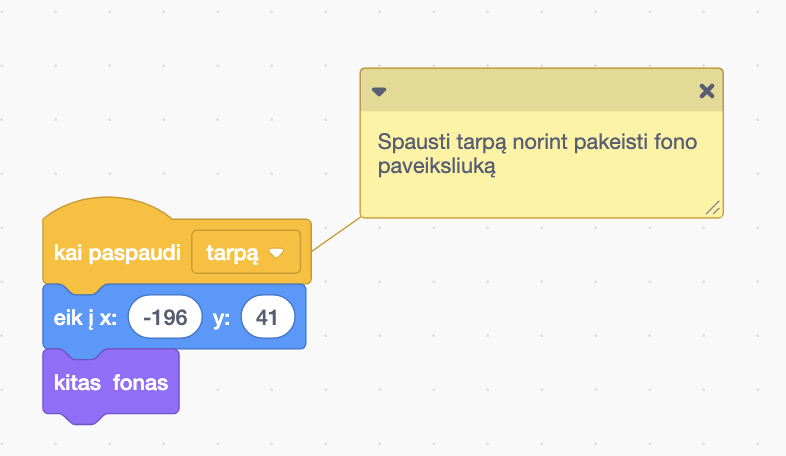 Spausti tarpą norint pakeisti fono
paveiksliuką
kai paspaudi tarpą
eik į x: -196 y: 41
kitas fonas